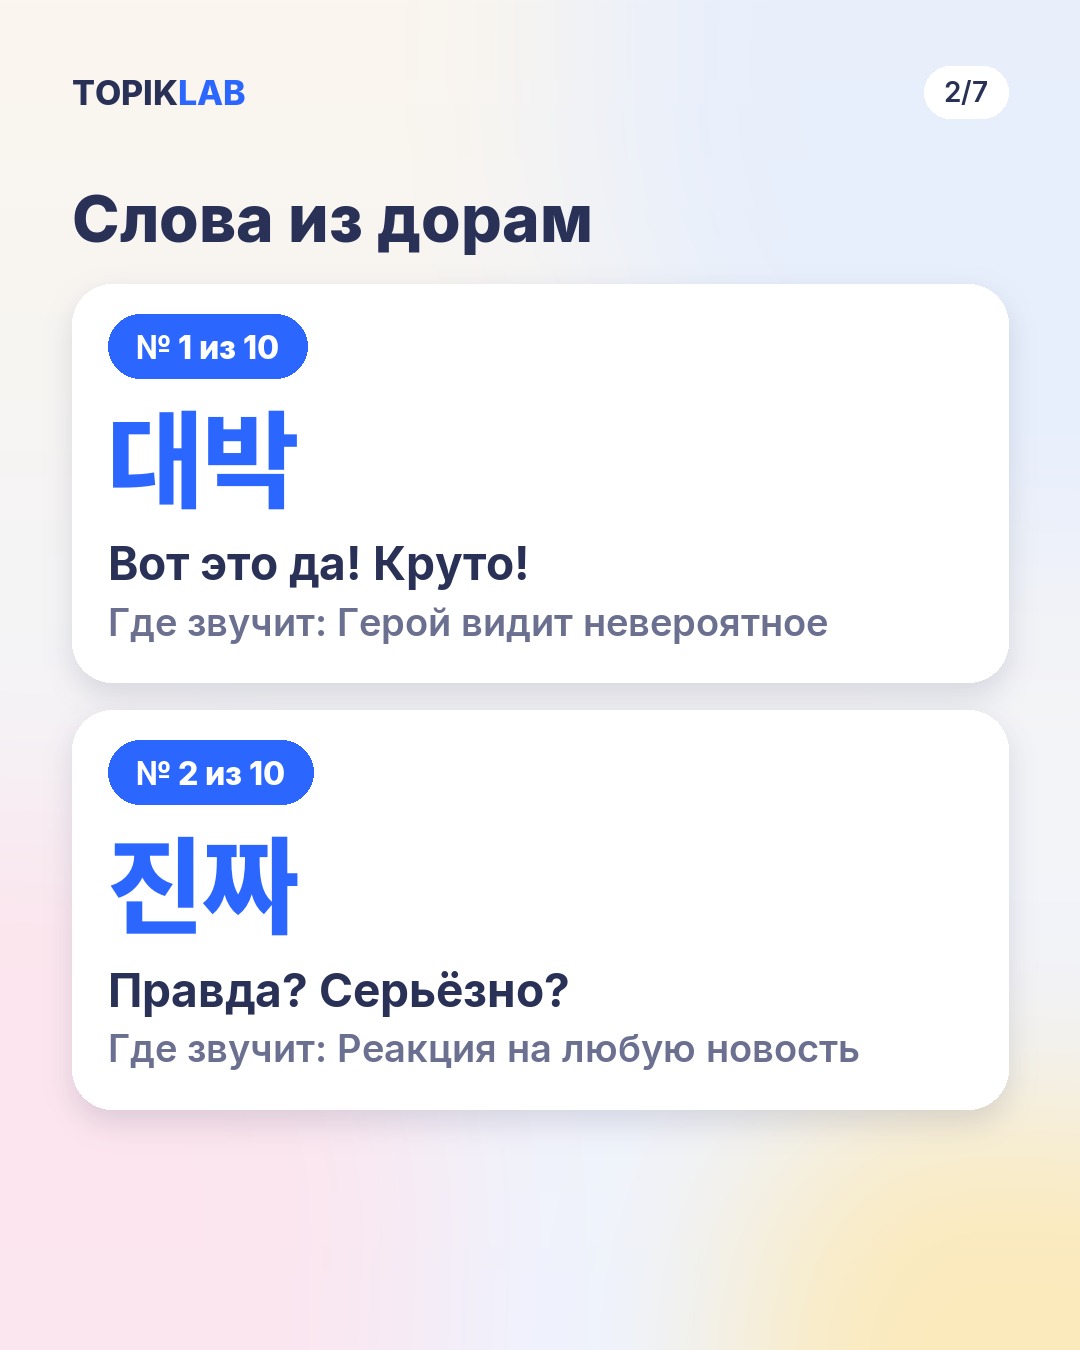 TOPIKLAB
2/7
Слова из дорам
№ 1 из 10
대박
Вот это да! Круто!
Где звучит: Герой видит невероятное
№ 2 из 10
진짜
Правда? Серьёзно?
Где звучит: Реакция на любую новость